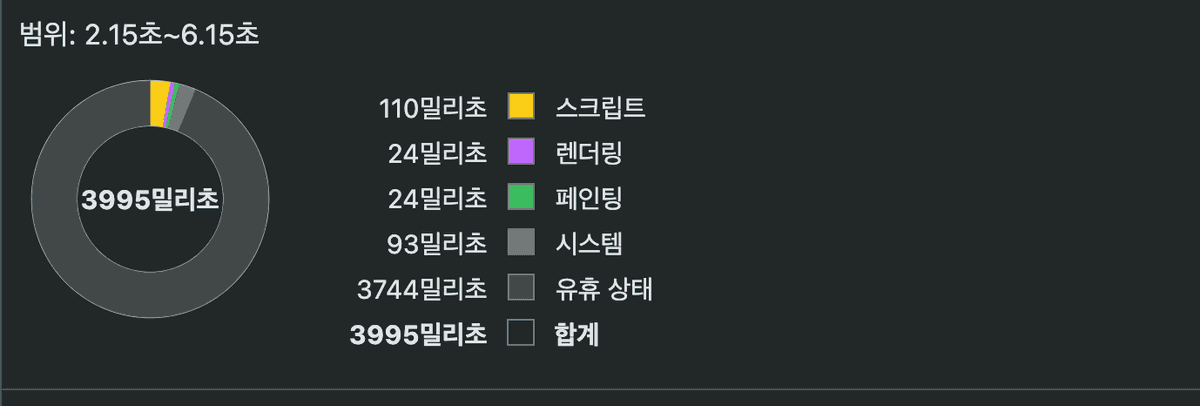 범위: 2.15초~6.15초
3995밀리초
110밀리초 스크립트
24밀리초 렌더링
24밀리초 페인팅
93밀리초 시스템
3744밀리초 유휴 상태
3995밀리초 합계